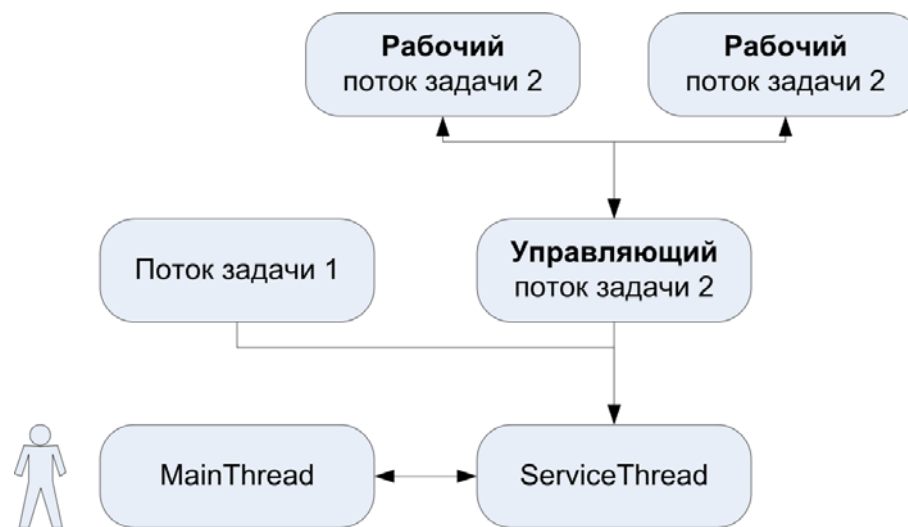 Рабочий
поток задачи 2
Рабочий
поток задачи 2
Поток задачи 1
Управляющий
поток задачи 2
MainThread
ServiceThread